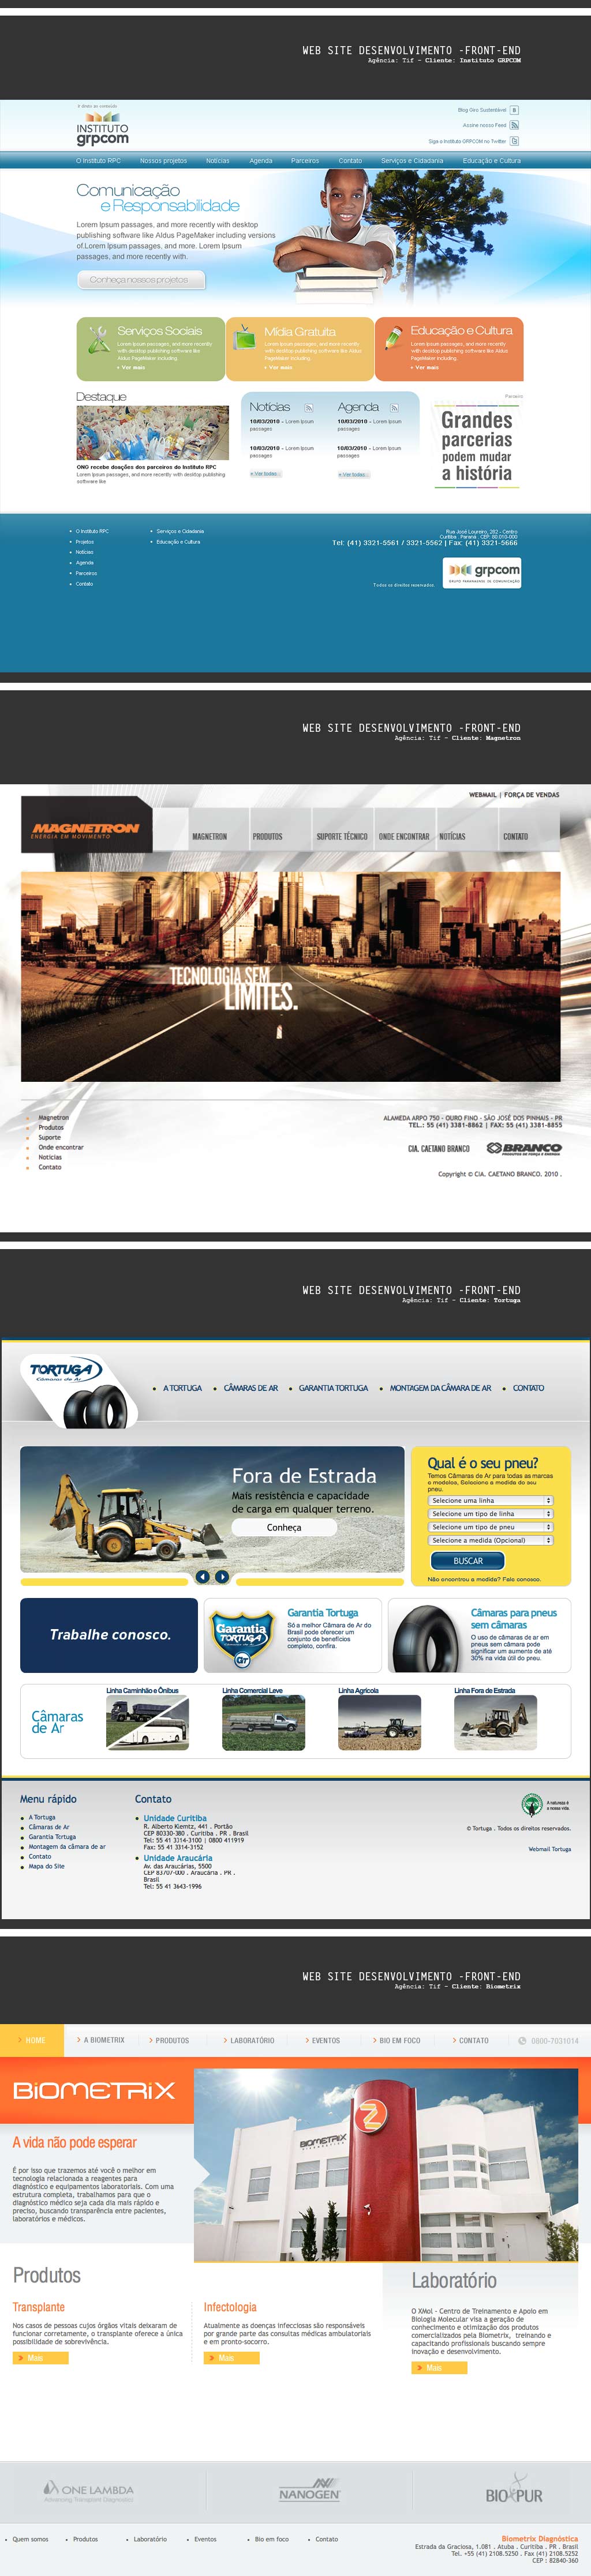 WEB SITE DESENVOLVIMENTO -FRONT-END
Agência: Tif - Cliente: Instituto GRPCOM
Ir direto ao conteúdo
INSTITUTO
grpcom
Blog Giro Sustentável
Assine nosso Feed
Siga o Instituto GRPCOM no Twitter
O Instituto RPC Nossos projetos Notícias Agenda Parceiros Contato Serviços e Cidadania Educação e Cultura
Comunicação
e Responsabilidade
Lorem Ipsum passages, and more recently with desktop
publishing software like Aldus PageMaker including versions
of.Lorem Ipsum passages, and more. Lorem Ipsum
passages, and more recently with.
Conheça nossos projetos
Serviços Sociais
Lorem Ipsum passages, and more recently
with desktop publishing software like
Aldus PageMaker including.
Ver mais
Mídia Gratuita
Lorem Ipsum passages, and more recently
with desktop publishing software like Aldus
PageMaker including.
Ver mais
Educação e Cultura
Lorem Ipsum passages, and more recently
with desktop publishing software like Aldus
PageMaker including.
Ver mais
Destaque
ONG recebe doações dos parceiros do Instituto RPC
Lorem Ipsum passages, and more recently with desktop publishing
software like
Notícias
10/03/2010 - Lorem Ipsum
passages
10/03/2010 - Lorem Ipsum
passages
+ Ver todas...
Agenda
10/03/2010 - Lorem Ipsum
passages
10/03/2010 - Lorem Ipsum
passages
+ Ver todas...
Parceiro
Grandes
parcerias
podem mudar
a história
O Instituto RPC
Projetos
Notícias
Agenda
Parceiros
Contato
Serviços e Cidadania
Educação e Cultura
Rua José Loureiro, 282 - Centro
Curitiba . Paraná . CEP: 80.010-000
Tel: (41) 3321-5561 / 3321-5562 | Fax: (41) 3321-5666
Todos os direitos reservados
grpcom
GRUPO PARANAENSE DE COMUNICAÇÃO
WEB SITE DESENVOLVIMENTO -FRONT-END
Agência: Tif - Cliente: Magnetron
WEBMAIL | FORÇA DE VENDAS
MAGNETRON
ENERGIA EM MOVIMENTO
MAGNETRON PRODUTOS SUPORTE TÉCNICO ONDE ENCONTRAR NOTÍCIAS CONTATO
TECNOLOGIA SEM
LIMITES.
Magnetron
Produtos
Suporte
Onde encontrar
Noticias
Contato
ALAMEDA ARPO 750 - OURO FINO - SÃO JOSÉ DOS PINHAIS - PR
TEL.: 55 (41) 3381-8862 | FAX: 55 (41) 3381-8855
CIA. CAETANO BRANCO
BRANCO
PRODUTOS DE FORÇA E ENERGIA
Copyright © CIA. CAETANO BRANCO. 2010 .
WEB SITE DESENVOLVIMENTO -FRONT-END
Agência: Tif - Cliente: Tortuga
TORTUGA
Câmaras de Ar
A TORTUGA CÂMARAS DE AR GARANTIA TORTUGA MONTAGEM DA CÂMARA DE AR CONTATO
Fora de Estrada
Mais resistência e capacidade
de carga em qualquer terreno.
Conheça
Qual é o seu pneu?
Temos Câmaras de Ar para todas as marcas
e modelos. Selecione a medida do seu
pneu.
Selecione uma linha
Selecione um tipo de linha
Selecione um tipo de pneu
Selecione a medida (Opcional)
BUSCAR
Não encontrou a medida? Fale conosco.
Trabalhe conosco.
Garantia
TORTUGA
GT
Garantia Tortuga
Só a melhor Câmara de Ar do
Brasil pode oferecer um
conjunto de benefícios
completo, confira.
Câmaras para pneus
sem câmaras
O uso de câmaras de ar em
pneus sem câmara pode
significar um aumento de até
30% na vida útil do pneu.
Câmaras
de Ar
Linha Caminhão e Ônibus
Linha Comercial Leve
Linha Agrícola
Linha Fora de Estrada
Menu rápido
A Tortuga
Câmaras de Ar
Garantia Tortuga
Montagem da câmara de ar
Contato
Mapa do Site
Contato
Unidade Curitiba
R. Alberto Klemtz, 441 . Portão
CEP 80330-380 . Curitiba . PR . Brasil
Tel: 55 41 3314-3100 | 0800 411919
Fax: 55 41 3314-3152
Unidade Araucária
Av. das Araucárias, 5500
CEP 83707-000 . Araucária . PR .
Brasil
Tel: 55 41 3643-1996
A natureza é
a nossa vida.
© Tortuga . Todos os direitos reservados.
Webmail Tortuga
WEB SITE DESENVOLVIMENTO -FRONT-END
Agência: Tif - Cliente: Biometrix
HOME A BIOMETRIX PRODUTOS LABORATÓRIO EVENTOS BIO EM FOCO CONTATO 0800-7031014
BIOMETRIX
BIOMETRIX
A vida não pode esperar
É por isso que trazemos até você o melhor em
tecnologia relacionada a reagentes para
diagnóstico e equipamentos laboratoriais. Com uma
estrutura completa, trabalhamos para que o
diagnóstico médico seja cada dia mais rápido e
preciso, buscando transparência entre pacientes,
laboratórios e médicos.
Produtos
Transplante
Nos casos de pessoas cujos órgãos vitais deixaram de
funcionar corretamente, o transplante oferece a única
possibilidade de sobrevivência.
Mais
Infectologia
Atualmente as doenças infecciosas são responsáveis
por grande parte das consultas médicas ambulatoriais
e em pronto-socorro.
Mais
Laboratório
O XMol - Centro de Treinamento e Apoio em
Biologia Molecular visa a geração de
conhecimento e otimização dos produtos
comercializados pela Biometrix, treinando e
capacitando profissionais buscando sempre
inovação e desenvolvimento.
Mais
ONE LAMBDA
Advancing Transplant Diagnostics
NANOGEN
BIOPUR
Quem somos Produtos Laboratório Eventos Bio em foco Contato
Biometrix Diagnóstica
Estrada da Graciosa, 1.081 . Atuba . Curitiba . PR . Brasil
Tel. +55 (41) 2108.5250 . Fax (41) 2108.5252
CEP : 82840-360